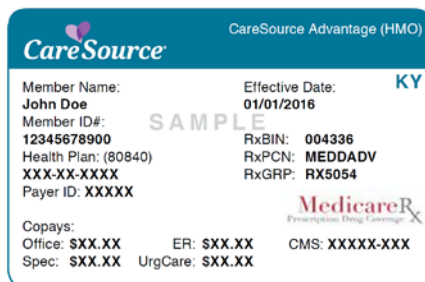 CareSource
CareSource Advantage (HMO)
KY
Member Name:
John Doe
Member ID#:
12345678900
Health Plan: (80840)
XXX-XX-XXXX
Payer ID: XXXXX
SAMPLE
Effective Date:
01/01/2016
RxBIN: 004336
RxPCN: MEDDADV
RxGRP: RX5054
MedicareRx
Prescription Drug Coverage
Copays:
Office: $XX.XX ER: $XX.XX CMS: XXXXX-XXX
Spec: $XX.XX UrgCare: $XX.XX